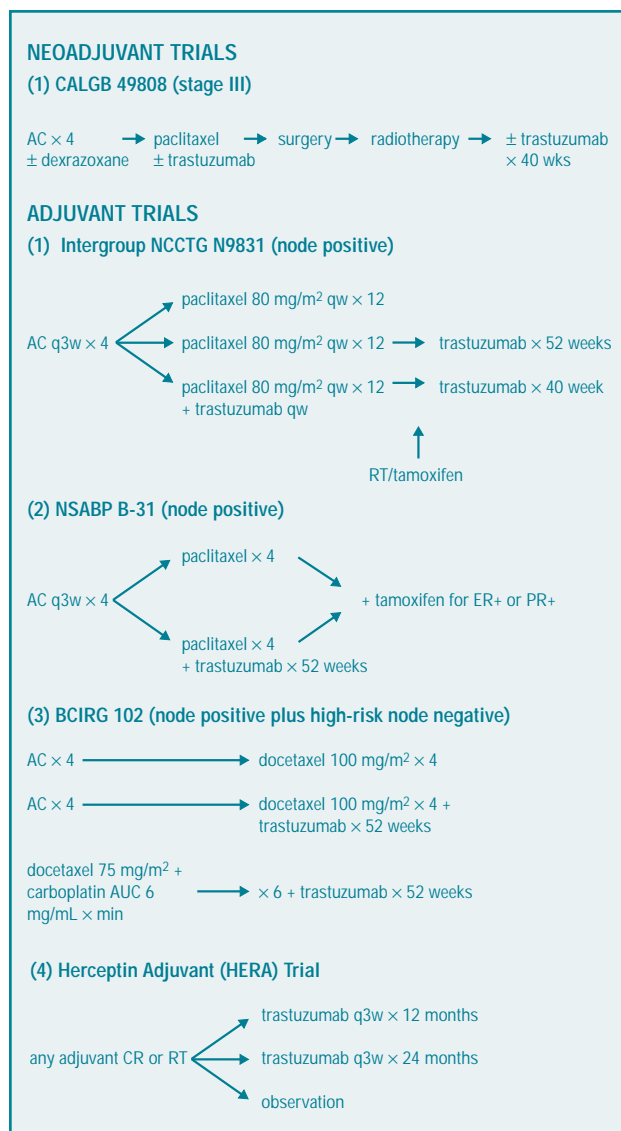 NEOADJUVANT TRIALS
(1) CALGB 49808 (stage III)
AC × 4
± dexrazoxane
paclitaxel
± trastuzumab
surgery
radiotherapy
± trastuzumab
× 40 wks
ADJUVANT TRIALS
(1) Intergroup NCCTG N9831 (node positive)
AC q3w × 4
paclitaxel 80 mg/m² qw × 12
paclitaxel 80 mg/m² qw × 12
trastuzumab × 52 weeks
paclitaxel 80 mg/m² qw × 12
+ trastuzumab qw
trastuzumab × 40 week
RT/tamoxifen
(2) NSABP B-31 (node positive)
AC q3w × 4
paclitaxel × 4
paclitaxel × 4
+ trastuzumab × 52 weeks
+ tamoxifen for ER+ or PR+
(3) BCIRG 102 (node positive plus high-risk node negative)
AC × 4
docetaxel 100 mg/m² × 4
AC × 4
docetaxel 100 mg/m² × 4 +
trastuzumab × 52 weeks
docetaxel 75 mg/m² +
carboplatin AUC 6
mg/mL × min
× 6 + trastuzumab × 52 weeks
(4) Herceptin Adjuvant (HERA) Trial
any adjuvant CR or RT
trastuzumab q3w × 12 months
trastuzumab q3w × 24 months
observation